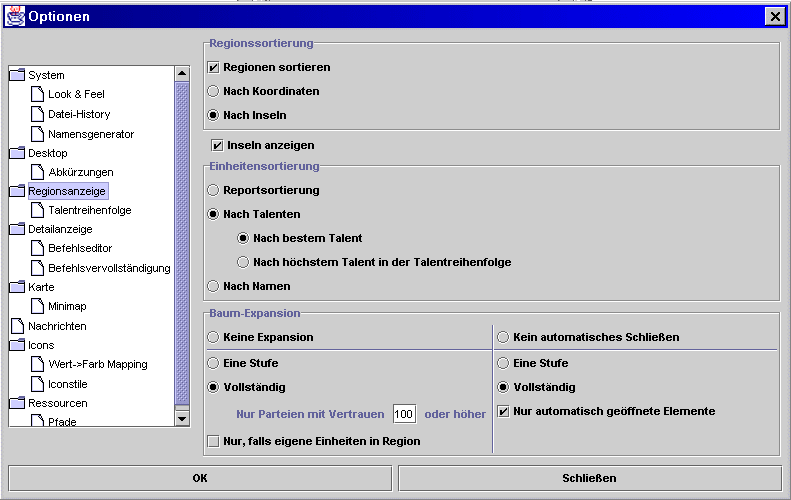 Optionen
System
Look & Feel
Datei-History
Namensgenerator
Desktop
Abkürzungen
Regionsanzeige
Talentreihenfolge
Detailanzeige
Befehlseditor
Befehlsvervollständigung
Karte
Minimap
Nachrichten
Icons
Wert->Farb Mapping
Iconstile
Ressourcen
Pfade
Regionssortierung
Regionen sortieren
Nach Koordinaten
Nach Inseln
Inseln anzeigen
Einheitensortierung
Reportsortierung
Nach Talenten
Nach bestem Talent
Nach höchstem Talent in der Talentreihenfolge
Nach Namen
Baum-Expansion
Keine Expansion
Eine Stufe
Vollständig
Nur Parteien mit Vertrauen 100 oder höher
Nur, falls eigene Einheiten in Region
Kein automatisches Schließen
Eine Stufe
Vollständig
Nur automatisch geöffnete Elemente
OK
Schließen